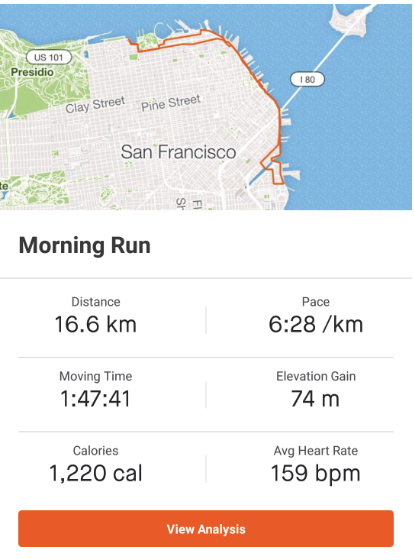 US 101
Presidio
I 80
Clay Street
Pine Street
San Francisco
Morning Run
Distance
Pace
16.6 km
6:28 /km
Moving Time
Elevation Gain
1:47:41
74 m
Calories
Avg Heart Rate
1,220 cal
159 bpm
View Analysis